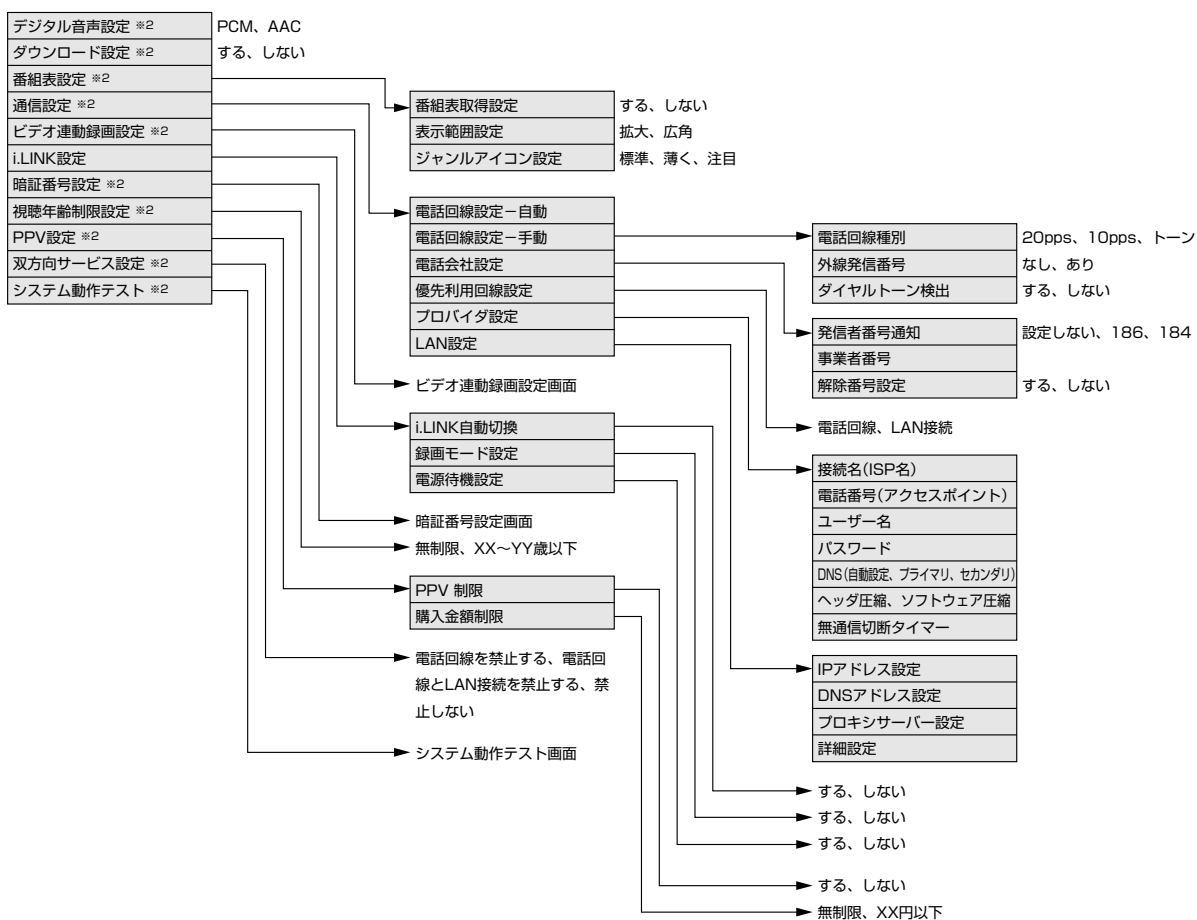 デジタル音声設定 ※2 PCM、AAC
ダウンロード設定 ※2 する、しない
番組表設定 ※2
通信設定 ※2
ビデオ連動録画設定 ※2
i.LINK設定
暗証番号設定 ※2
視聴年齢制限設定 ※2
PPV設定 ※2
双方向サービス設定 ※2
システム動作テスト ※2
番組表取得設定 する、しない
表示範囲設定 拡大、広角
ジャンルアイコン設定 標準、薄く、注目
電話回線設定－自動
電話回線設定－手動
電話会社設定
優先利用回線設定
プロバイダ設定
LAN設定
ビデオ連動録画設定画面
i.LINK自動切換
録画モード設定
電源待機設定
暗証番号設定画面
無制限、XX～YY歳以下
PPV 制限
購入金額制限
電話回線を禁止する、電話回
線とLAN接続を禁止する、禁
止しない
システム動作テスト画面
電話回線種別 20pps、10pps、トーン
外線発信番号 なし、あり
ダイヤルトーン検出 する、しない
発信者番号通知 設定しない、186、184
事業者番号
解除番号設定 する、しない
電話回線、LAN接続
接続名(ISP名)
電話番号(アクセスポイント)
ユーザー名
パスワード
DNS(自動設定、プライマリ、セカンダリ)
ヘッダ圧縮、ソフトウェア圧縮
無通信切断タイマー
IPアドレス設定
DNSアドレス設定
プロキシサーバー設定
詳細設定
する、しない
する、しない
する、しない
する、しない
無制限、XX円以下